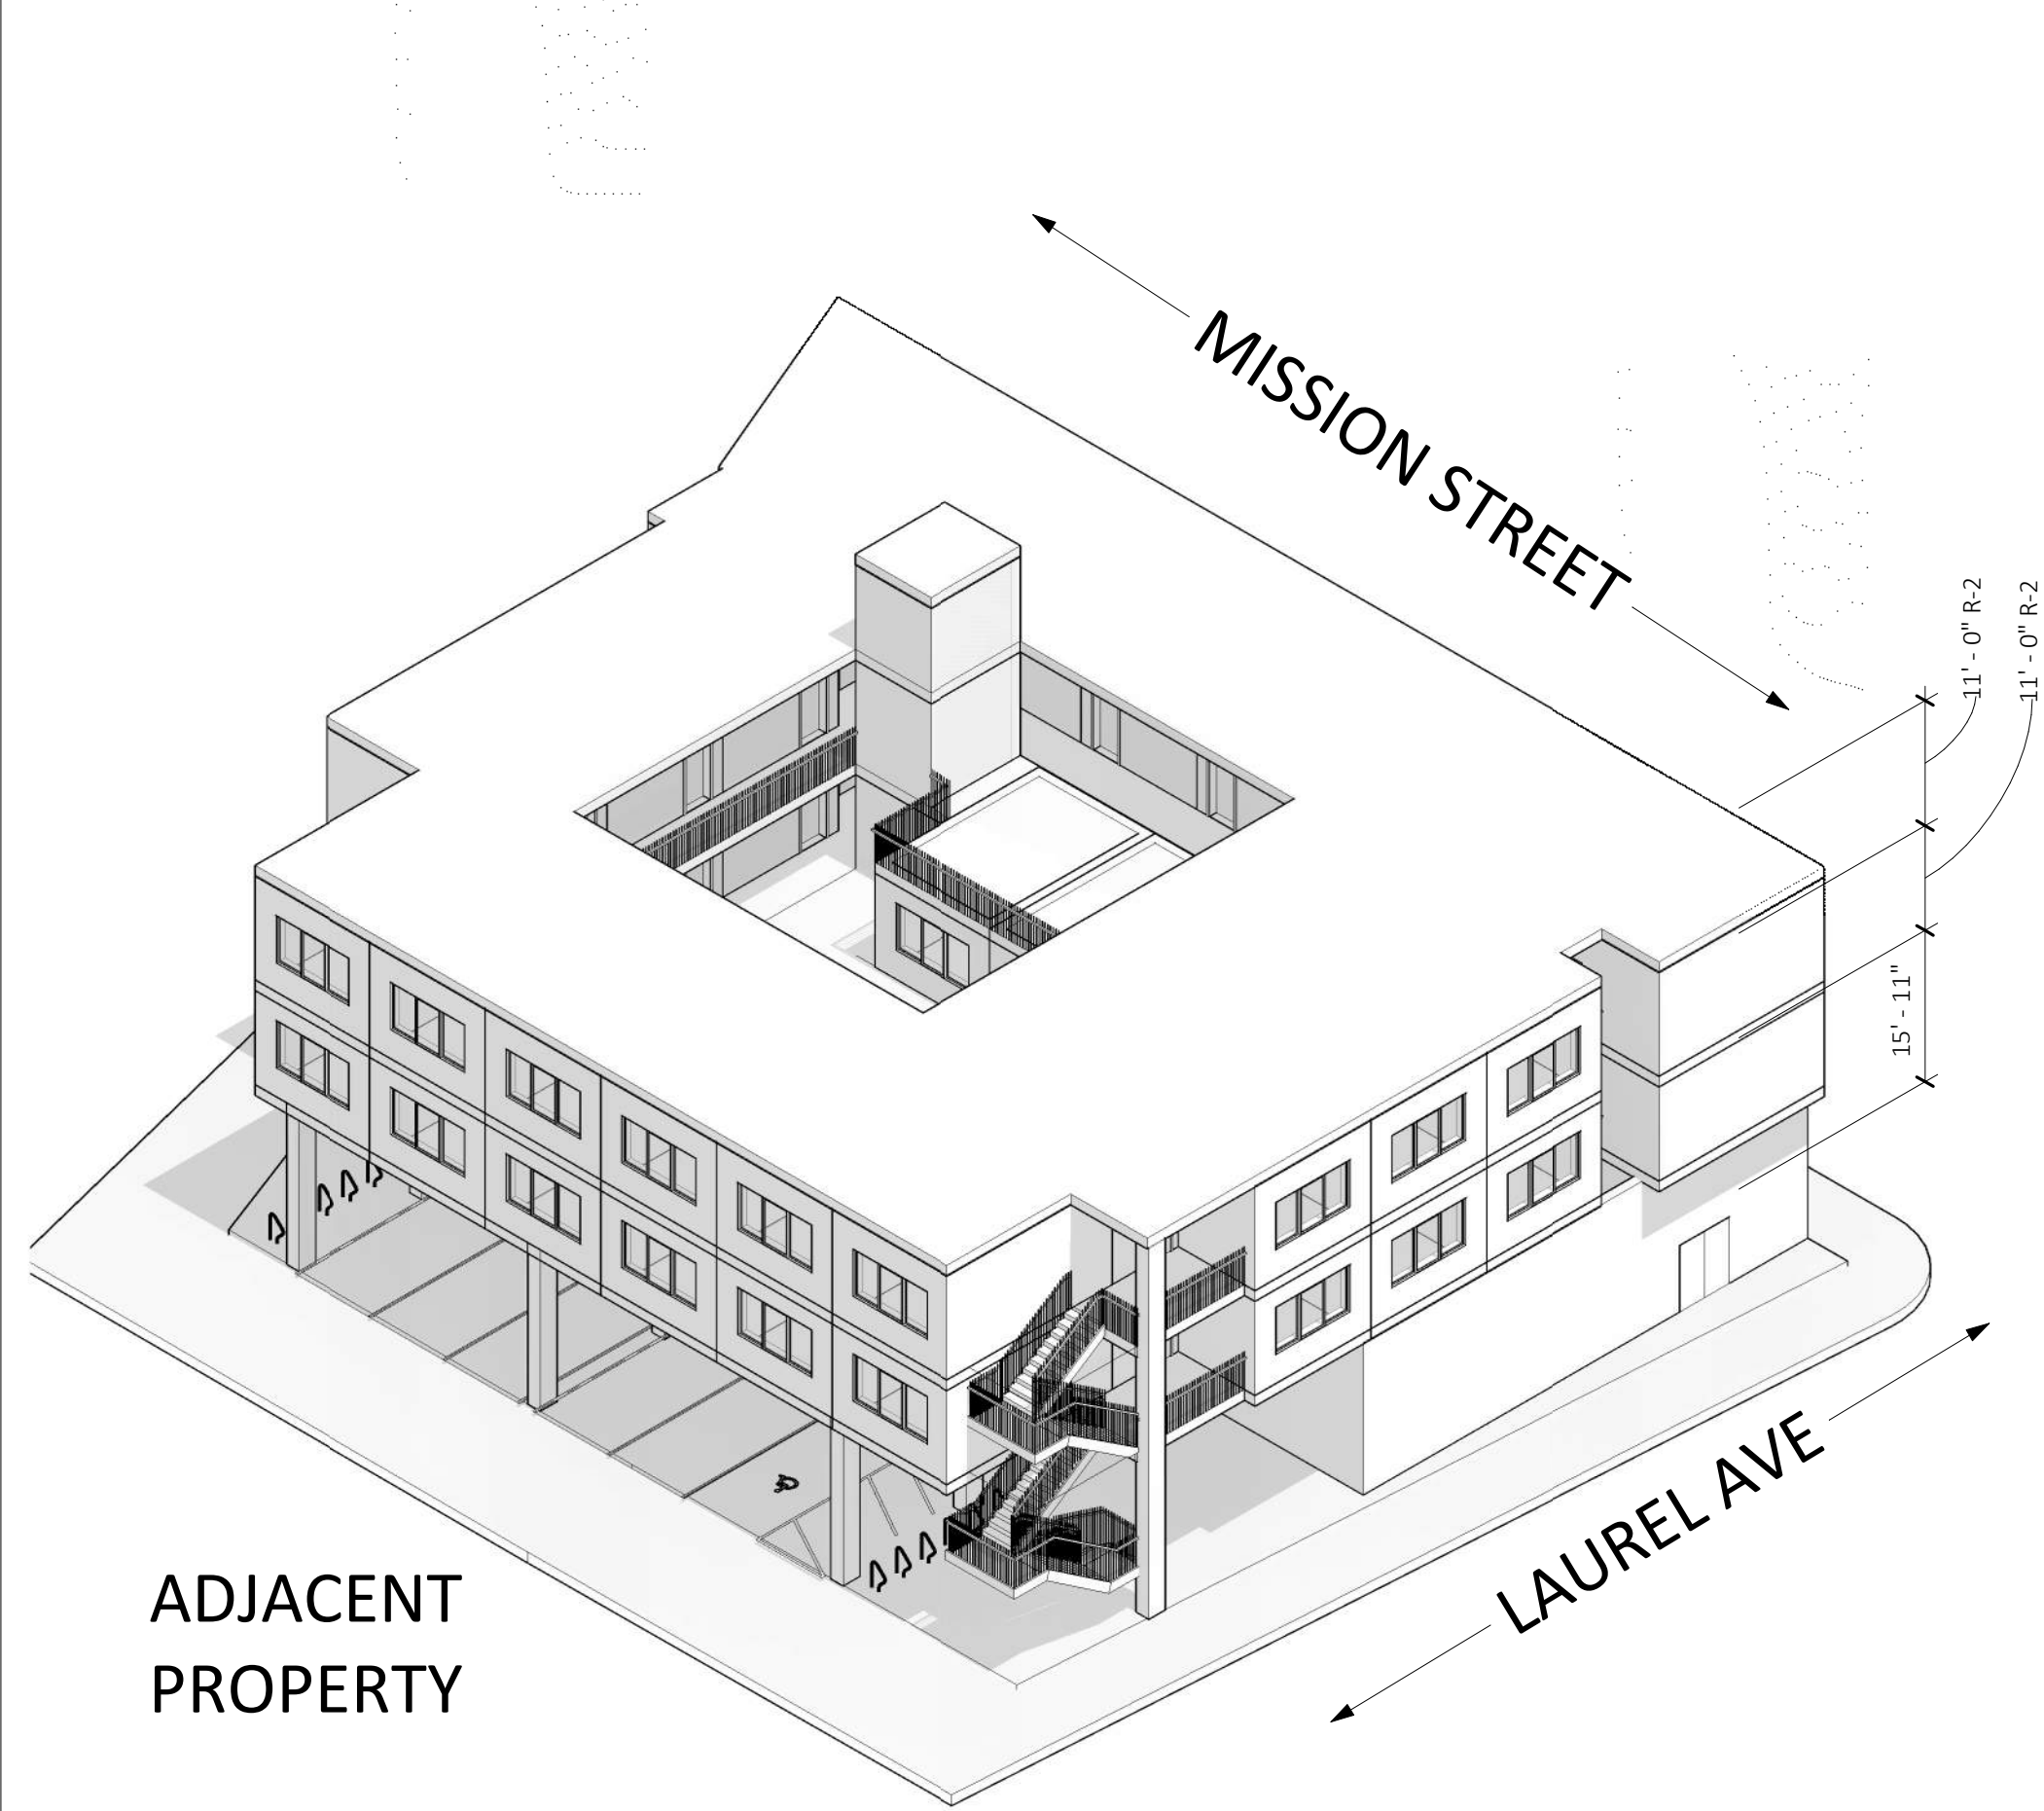 MISSION STREET
11' - 0" R-2
11' - 0" R-2
15' - 11"
LAUREL AVE
ADJACENT
PROPERTY